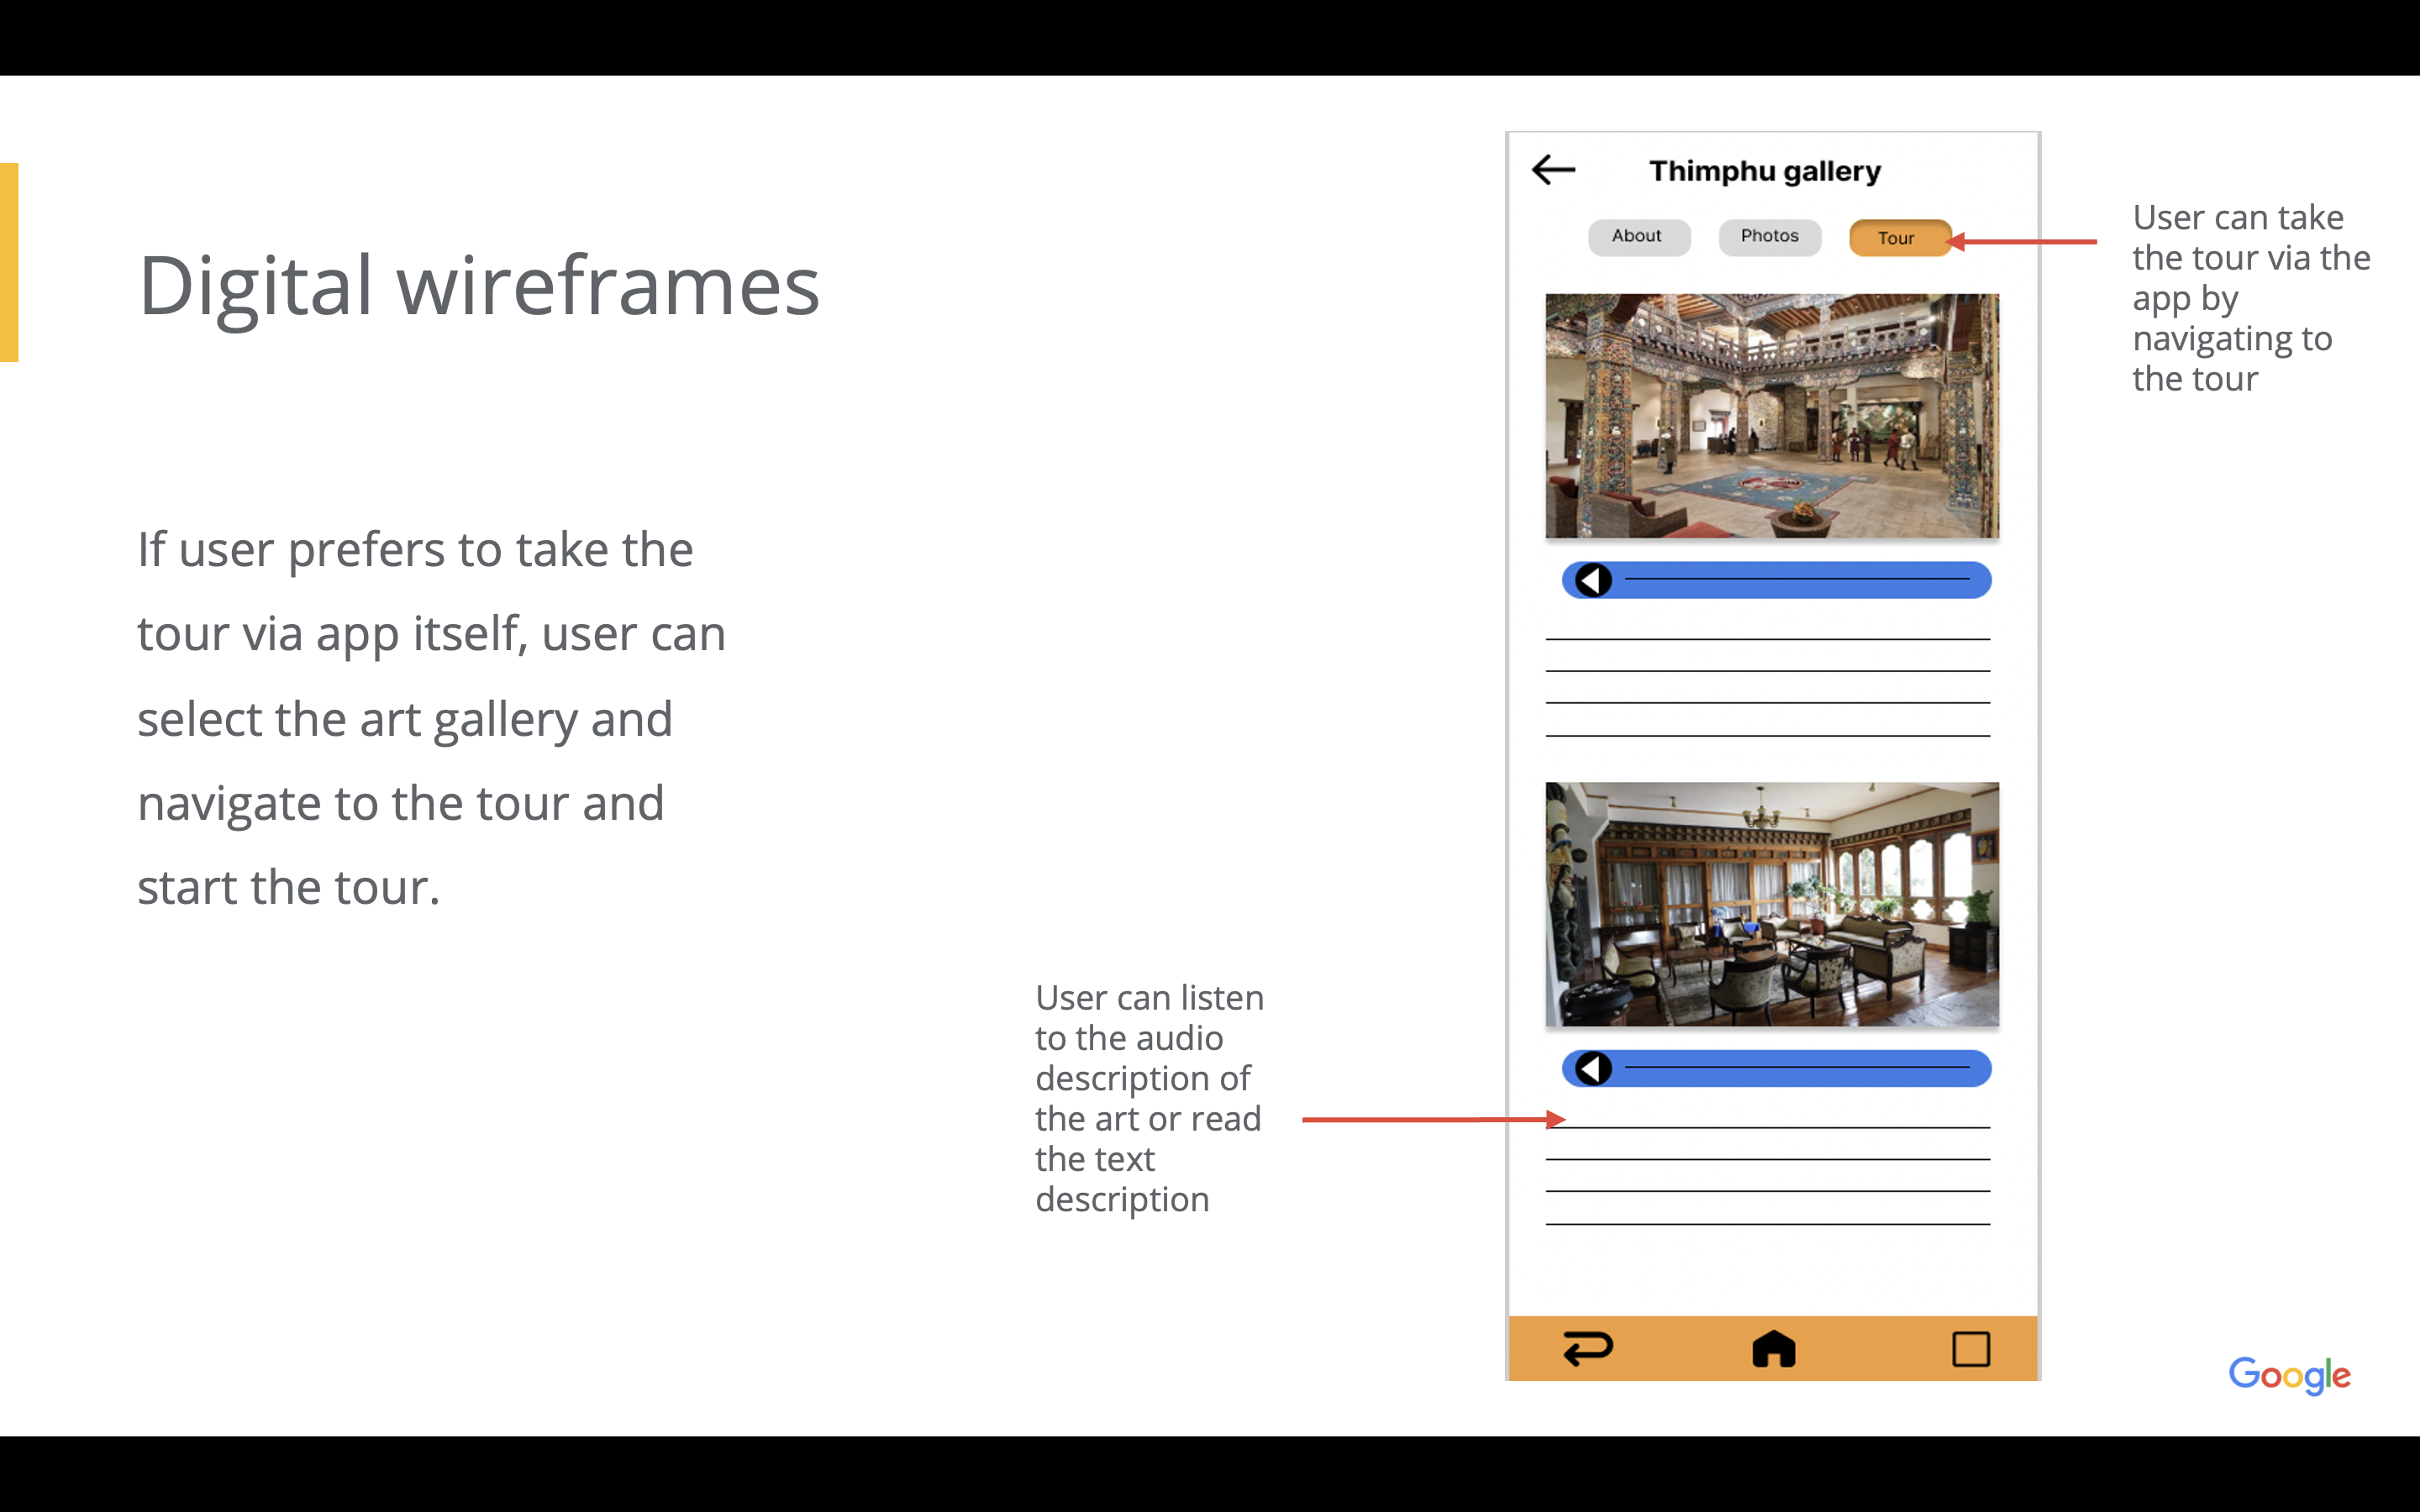 Digital wireframes
If user prefers to take the
tour via app itself, user can
select the art gallery and
navigate to the tour and
start the tour.
User can listen
to the audio
description of
the art or read
the text
description
Thimphu gallery
About
Photos
Tour
User can take
the tour via the
app by
navigating to
the tour
Google